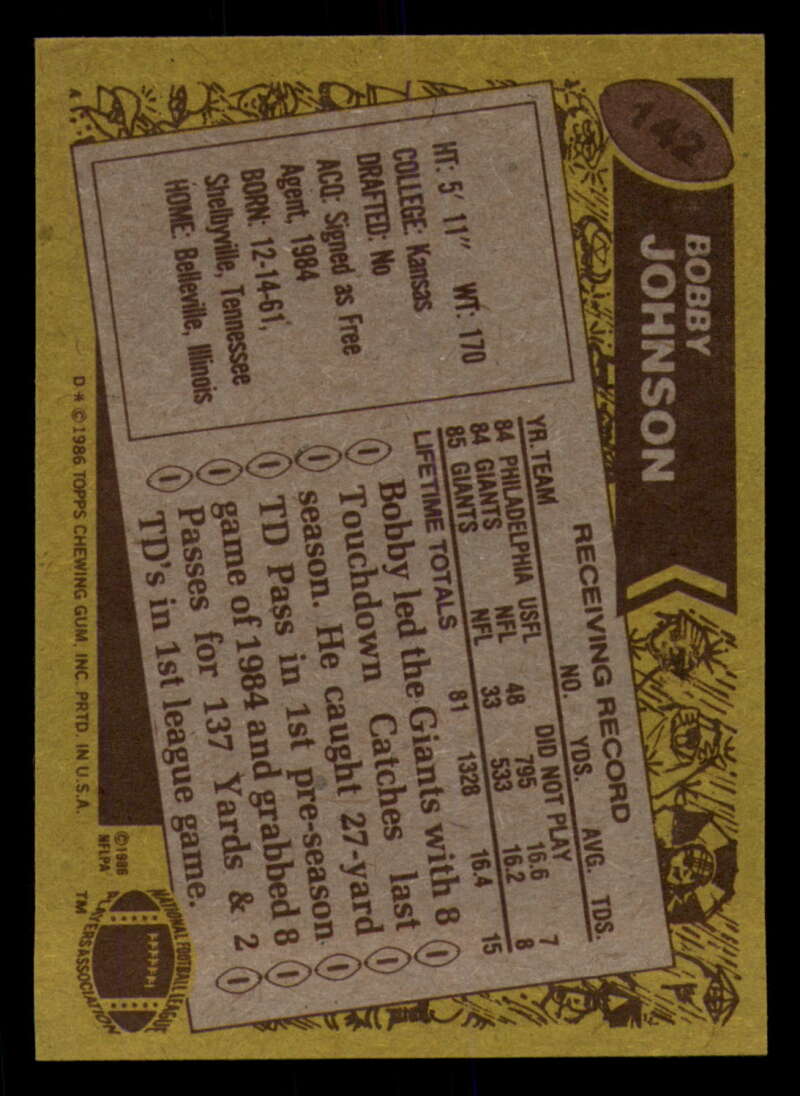 142
BOBBY
JOHNSON
HT: 5' 11" WT: 170
COLLEGE: Kansas
DRAFTED: No
ACQ: Signed as Free
Agent, 1984
BORN: 12-14-61,
Shelbyville, Tennessee
HOME: Belleville, Illinois
RECEIVING RECORD
YR. TEAM NO. YDS. AVG. TDS.
84 PHILADELPHIA USFL DID NOT PLAY
84 GIANTS NFL 48 795 16.6 7
85 GIANTS NFL 33 533 16.2 8
LIFETIME TOTALS 81 1328 16.4 15
Bobby led the Giants with 8
Touchdown Catches last
season. He caught 27-yard
TD Pass in 1st pre-season
game of 1984 and grabbed 8
Passes for 137 Yards & 2
TD's in 1st league game.
D* © 1986 TOPPS CHEWING GUM, INC. PRTD. IN U.S.A.
© 1986
NFLPA
NATIONAL FOOTBALL LEAGUE
PLAYERS ASSOCIATION
TM